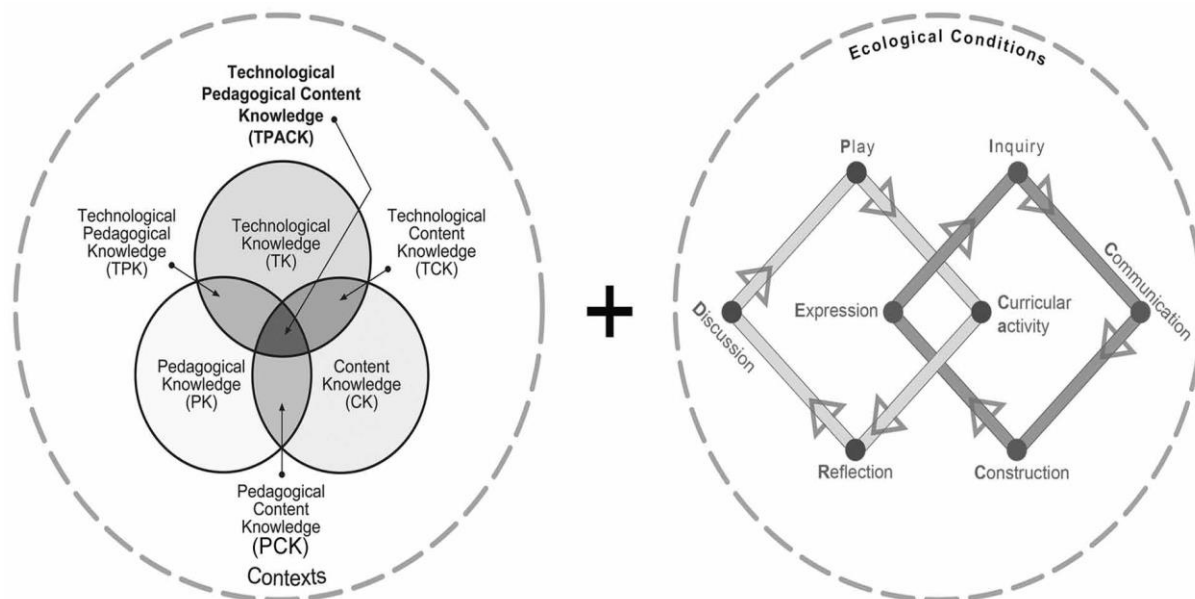 Technological
Pedagogical Content
Knowledge
(TPACK)
Technological
Pedagogical
Knowledge
(TPK)
Technological
Knowledge
(TK)
Technological
Content
Knowledge
(TCK)
Pedagogical
Knowledge
(PK)
Content
Knowledge
(CK)
Pedagogical
Content
Knowledge
(PCK)
Contexts
+
Ecological Conditions
Play
Inquiry
Discussion
Expression
Curricular
activity
Communication
Reflection
Construction